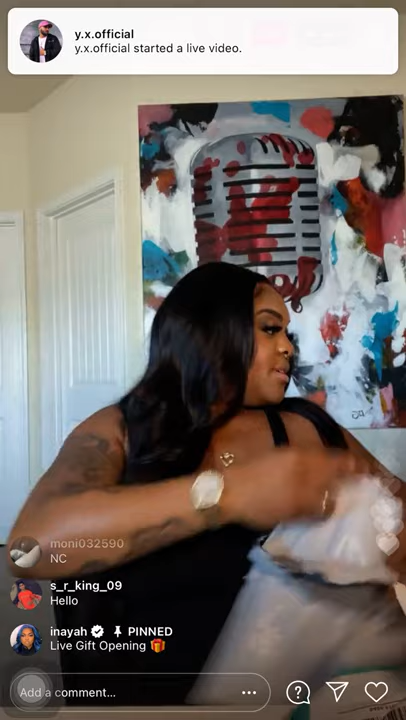 y.x.official
y.x.official started a live video.
moni032590
NC
s_r_king_09
Hello
inayah PINNED
Live Gift Opening 🎁
Add a comment...